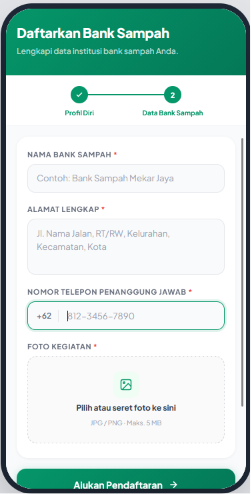 Daftarkan Bank Sampah
Lengkapi data institusi bank sampah Anda.
2
Profil Diri
Data Bank Sampah
NAMA BANK SAMPAH *
Contoh: Bank Sampah Mekar Jaya
ALAMAT LENGKAP *
Jl. Nama Jalan, RT/RW, Kelurahan,
Kecamatan, Kota
NOMOR TELEPON PENANGGUNG JAWAB *
+62 812-3456-7890
FOTO KEGIATAN *
Pilih atau seret foto ke sini
JPG / PNG · Maks. 5 MB
Ajukan Pendaftaran →